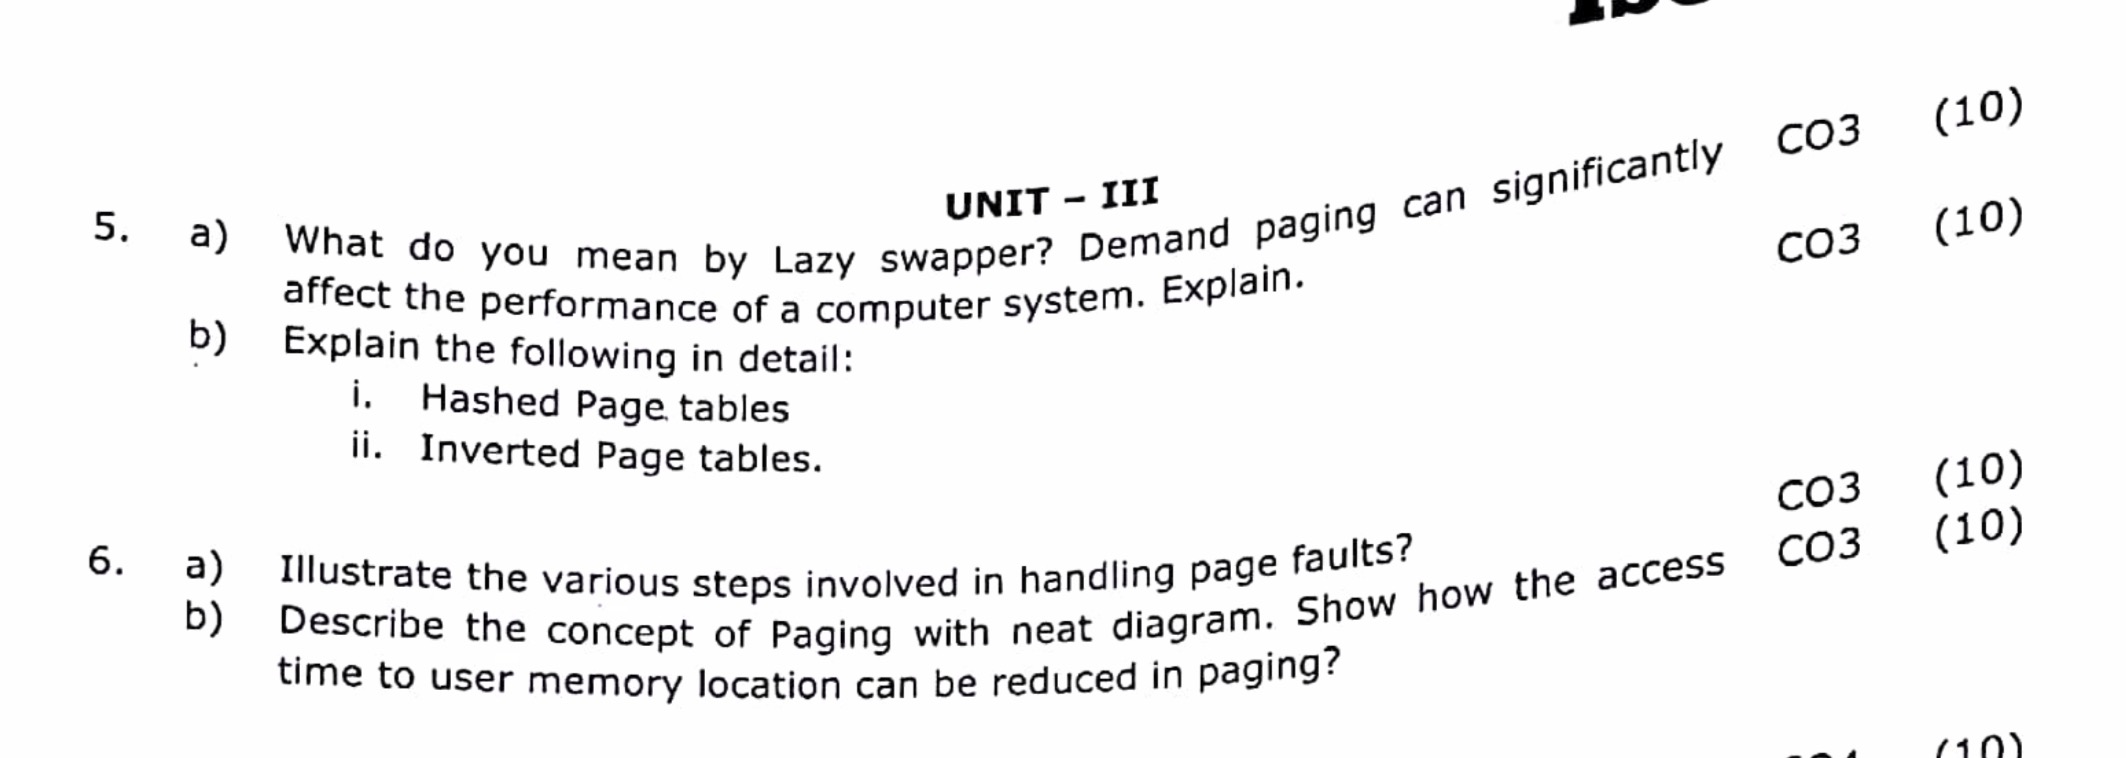 UNIT – III
5. a) What do you mean by Lazy swapper? Demand paging can significantly CO3 (10)
affect the performance of a computer system. Explain.
b) Explain the following in detail: CO3 (10)
i. Hashed Page tables
ii. Inverted Page tables.
6. a) Illustrate the various steps involved in handling page faults? CO3 (10)
b) Describe the concept of Paging with neat diagram. Show how the access CO3 (10)
time to user memory location can be reduced in paging?
(10)